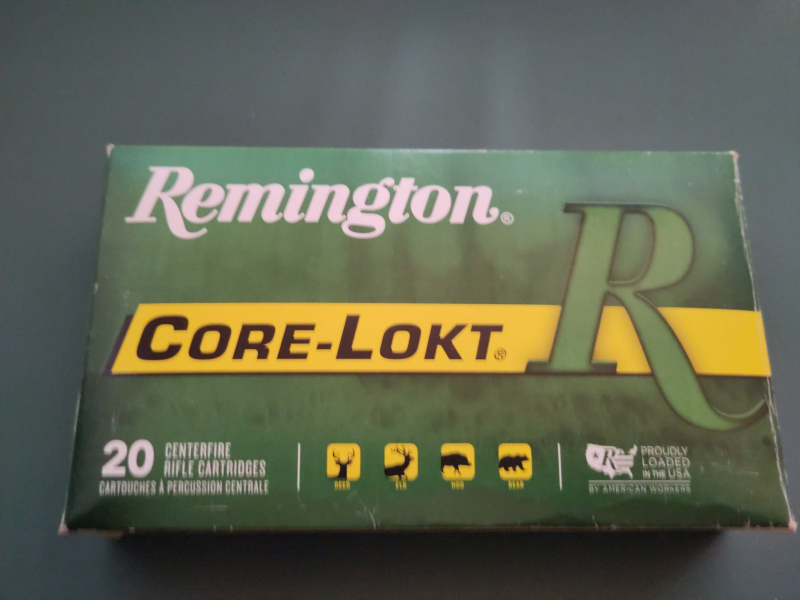 Remington®
CORE-LOKT®
R
20 CENTERFIRE
RIFLE CARTRIDGES
CARTOUCHES À PERCUSSION CENTRALE
DEER ELK HOG BEAR
R PROUDLY
LOADED
IN THE USA
BY AMERICAN WORKERS